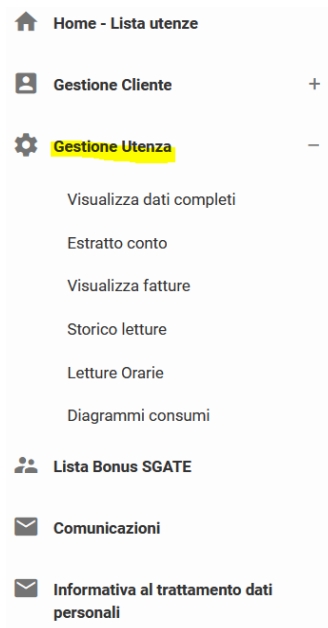 Home - Lista utenze
Gestione Cliente +
Gestione Utenza −
Visualizza dati completi
Estratto conto
Visualizza fatture
Storico letture
Letture Orarie
Diagrammi consumi
Lista Bonus SGATE
Comunicazioni
Informativa al trattamento dati
personali